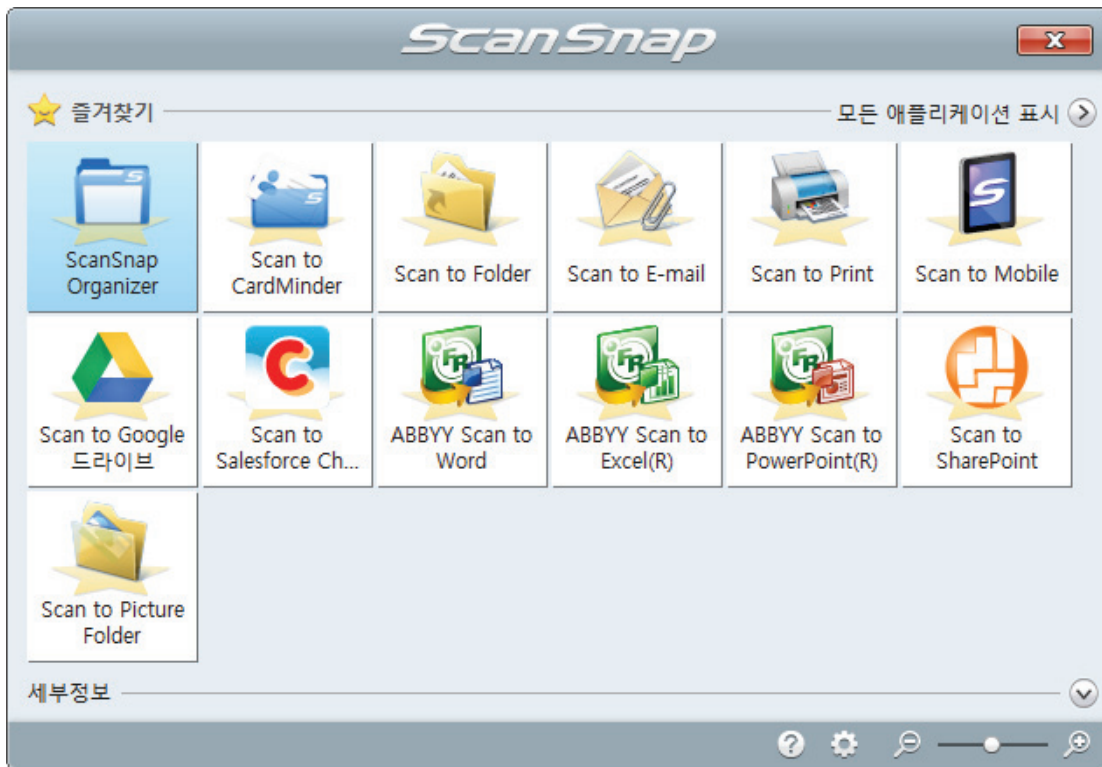 ScanSnap
즐겨찾기
모든 애플리케이션 표시
ScanSnap
Organizer
Scan to
CardMinder
Scan to Folder
Scan to E-mail
Scan to Print
Scan to Mobile
Scan to Google
드라이브
Scan to
Salesforce Ch...
ABBYY Scan to
Word
ABBYY Scan to
Excel(R)
ABBYY Scan to
PowerPoint(R)
Scan to
SharePoint
Scan to Picture
Folder
세부정보